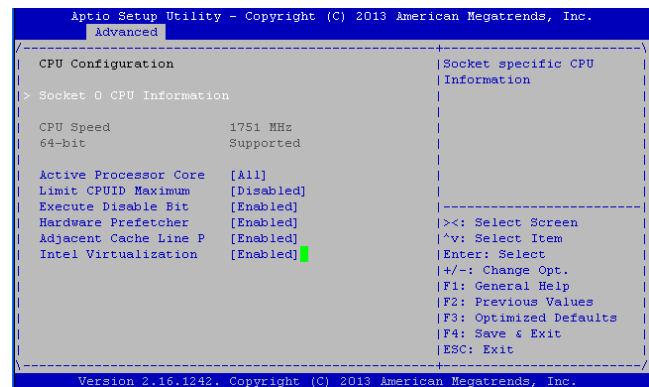 Aptio Setup Utility - Copyright (C) 2013 American Megatrends, Inc.
Advanced
CPU Configuration
> Socket 0 CPU Information
CPU Speed 1751 MHz
64-bit Supported
Active Processor Core [All]
Limit CPUID Maximum [Disabled]
Execute Disable Bit [Enabled]
Hardware Prefetcher [Enabled]
Adjacent Cache Line P [Enabled]
Intel Virtualization [Enabled]
Socket specific CPU
Information
><: Select Screen
^v: Select Item
Enter: Select
+/-: Change Opt.
F1: General Help
F2: Previous Values
F3: Optimized Defaults
F4: Save & Exit
ESC: Exit
Version 2.16.1242. Copyright (C) 2013 American Megatrends, Inc.